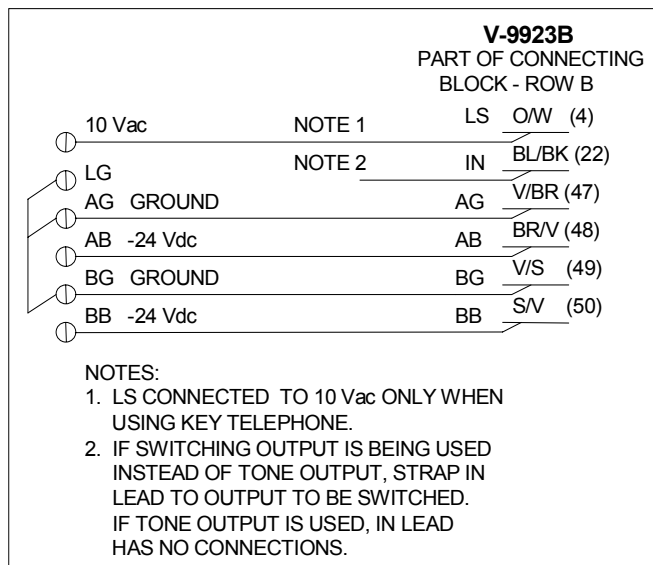 V-9923B
PART OF CONNECTING
BLOCK - ROW B
10 Vac NOTE 1 LS O/W (4)
LG NOTE 2 IN BL/BK (22)
AG GROUND AG V/BR (47)
AB -24 Vdc AB BR/V (48)
BG GROUND BG V/S (49)
BB -24 Vdc BB S/V (50)
NOTES:
1. LS CONNECTED TO 10 Vac ONLY WHEN
USING KEY TELEPHONE.
2. IF SWITCHING OUTPUT IS BEING USED
INSTEAD OF TONE OUTPUT, STRAP IN
LEAD TO OUTPUT TO BE SWITCHED.
IF TONE OUTPUT IS USED, IN LEAD
HAS NO CONNECTIONS.